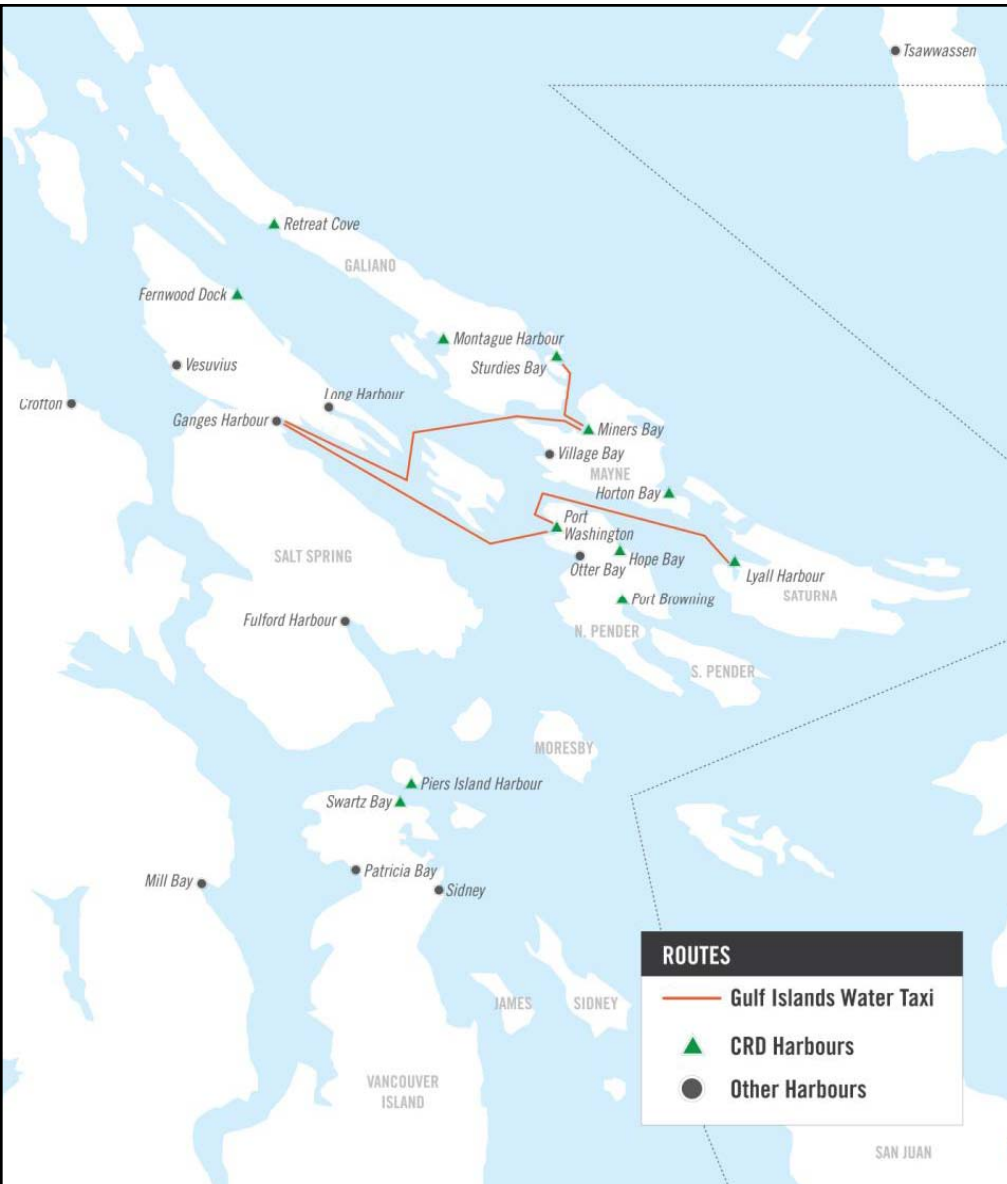 Tsawwassen
Retreat Cove
GALIANO
Fernwood Dock
Montague Harbour
Sturdies Bay
Vesuvius
Long Harbour
Crofton
Ganges Harbour
Miners Bay
Village Bay
MAYNE
Horton Bay
Port
Washington
SALT SPRING
Hope Bay
Otter Bay
Lyall Harbour
SATURNA
Port Browning
Fulford Harbour
N. PENDER
S. PENDER
MORESBY
Piers Island Harbour
Swartz Bay
Patricia Bay
Mill Bay
Sidney
JAMES
SIDNEY
VANCOUVER
ISLAND
ROUTES
Gulf Islands Water Taxi
CRD Harbours
Other Harbours
SAN JUAN